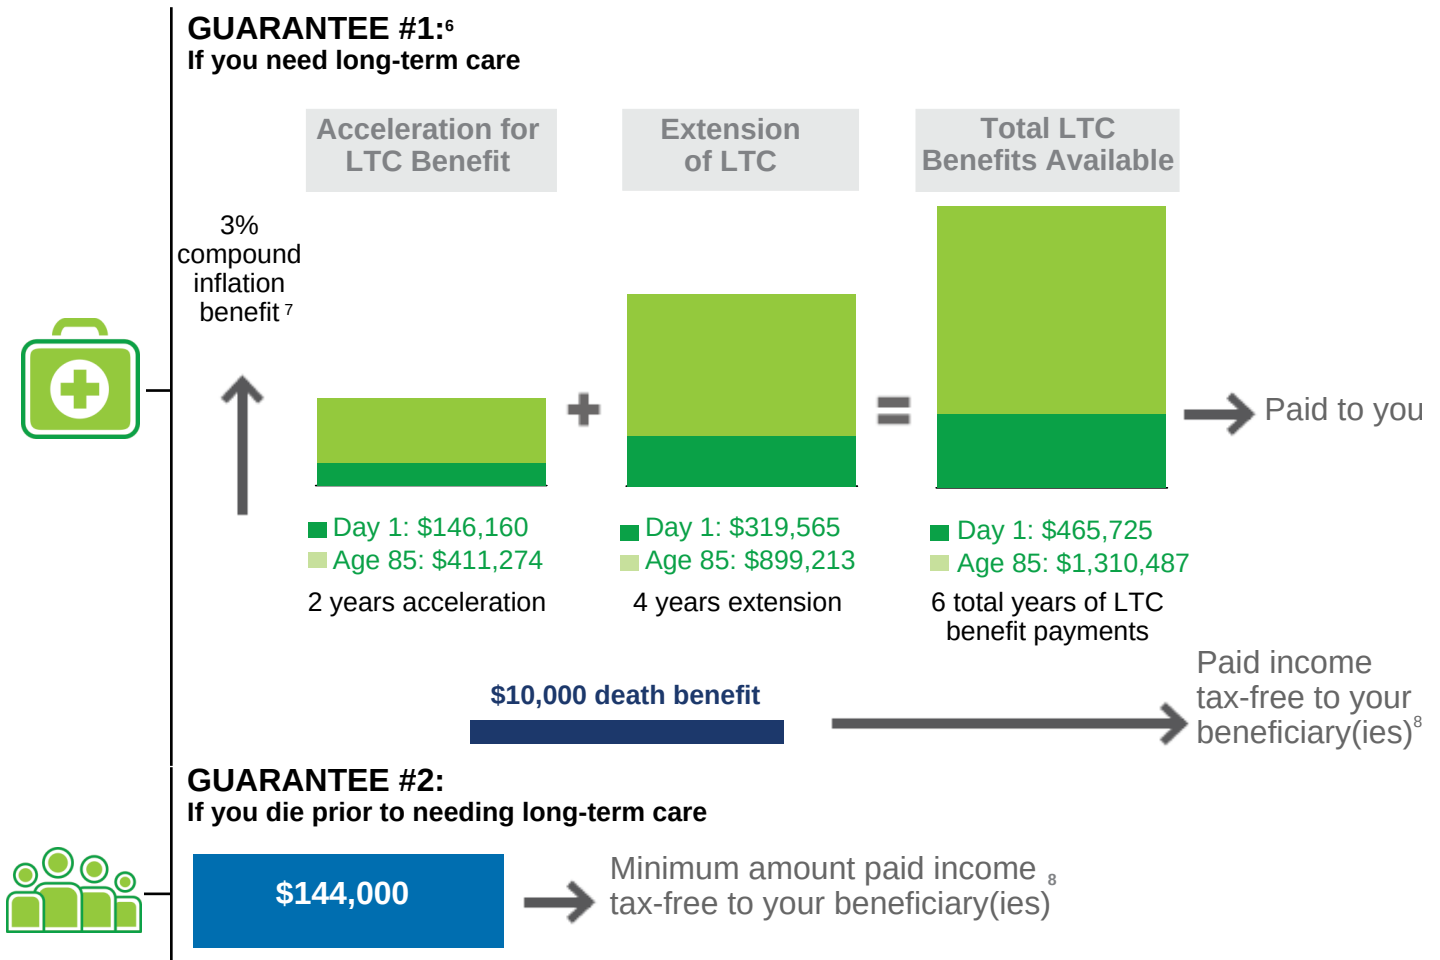 GUARANTEE #1:6
If you need long-term care
Acceleration for
LTC Benefit
Extension
of LTC
Total LTC
Benefits Available
3%
compound
inflation
benefit 7
Paid to you
Day 1: $146,160
Age 85: $411,274
2 years acceleration
Day 1: $319,565
Age 85: $899,213
4 years extension
Day 1: $465,725
Age 85: $1,310,487
6 total years of LTC
benefit payments
$10,000 death benefit
Paid income
tax-free to your
beneficiary(ies)8
GUARANTEE #2:
If you die prior to needing long-term care
$144,000
Minimum amount paid income 8
tax-free to your beneficiary(ies)